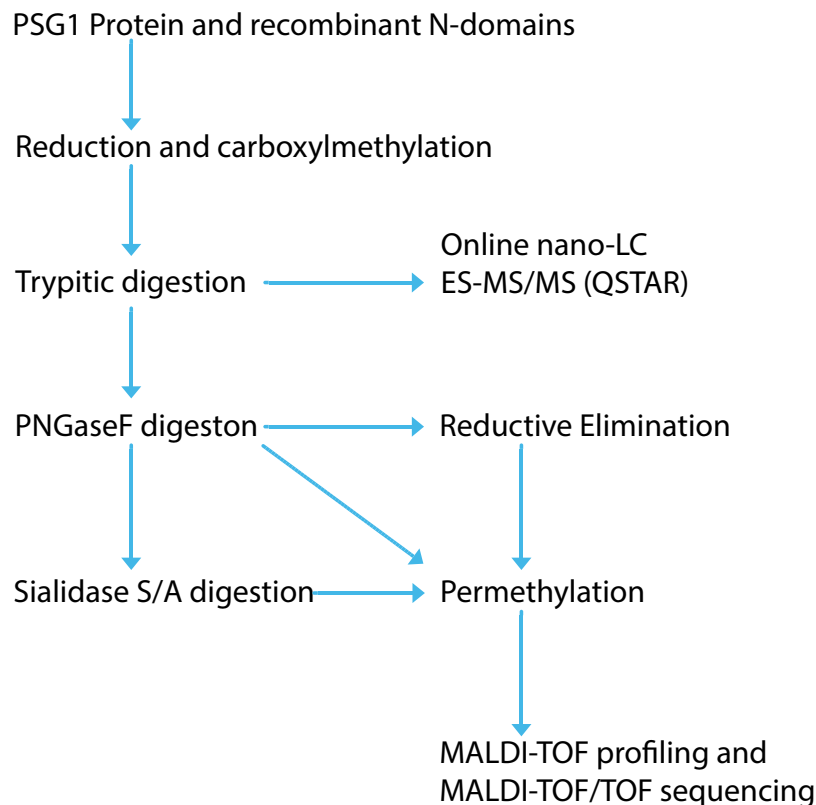 PSG1 Protein and recombinant N-domains
Reduction and carboxylmethylation
Online nano-LC
Trypitic digestion
ES-MS/MS (QSTAR)
PNGaseF digeston
Reductive Elimination
Sialidase S/A digestion
Permethylation
MALDI-TOF profiling and
MALDI-TOF/TOF sequencing